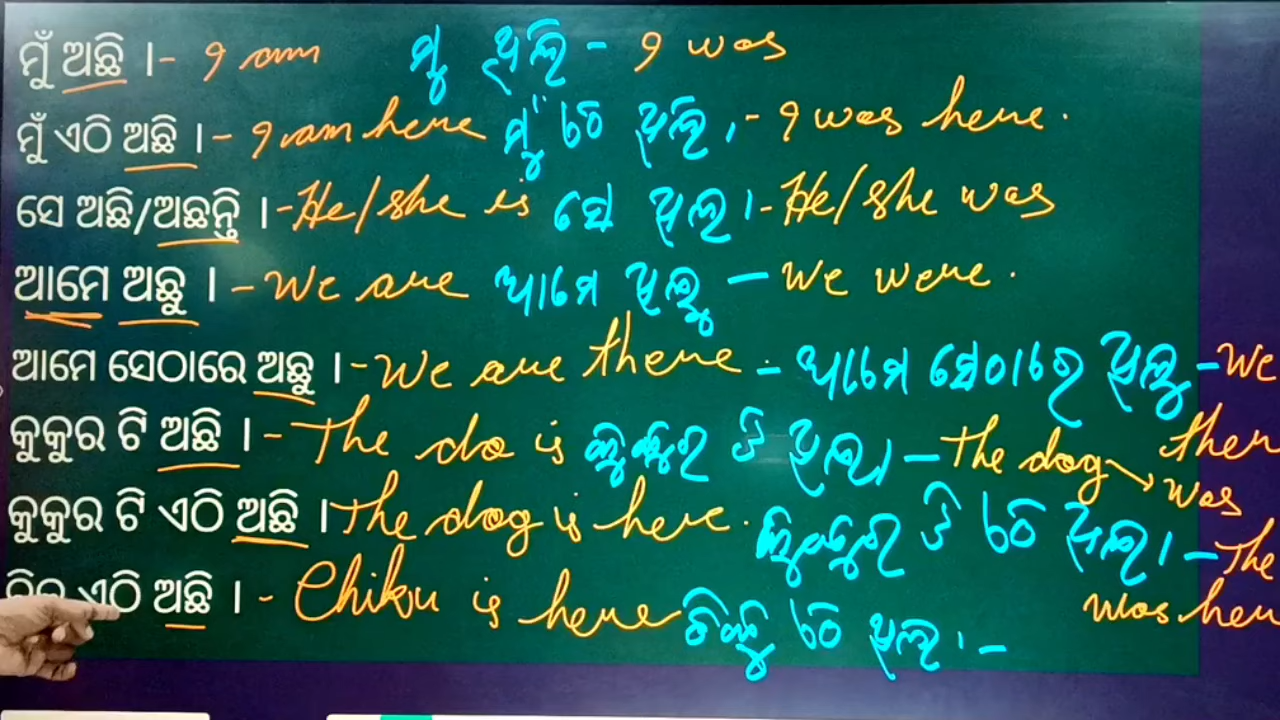 ମୁଁ ଅଛି । - I am ମୁଁ ଥିଲି - I was
ମୁଁ ଏଠି ଅଛି । - I am here ମୁଁ ଏଠି ଥିଲି । - I was here.
ସେ ଅଛି/ଅଛନ୍ତି । - He/she is ସେ ଥିଲା । - He/she was
ଆମେ ଅଛୁ । - We are ଆମେ ଥିଲୁ - We were.
ଆମେ ସେଠାରେ ଅଛୁ । - We are there - ଆମେ ସେଠାରେ ଥିଲୁ - We
କୁକୁର ଟି ଅଛି । - The do is କୁକୁର ଟି ଥିଲା । - The dog was
ther
କୁକୁର ଟି ଏଠି ଅଛି । The dog is here. କୁକୁର ଟି ଏଠି ଥିଲା । - The
was her
ଏଠି ଅଛି । - Chiku is here ଚିକୁ ଏଠି ଥିଲା । -